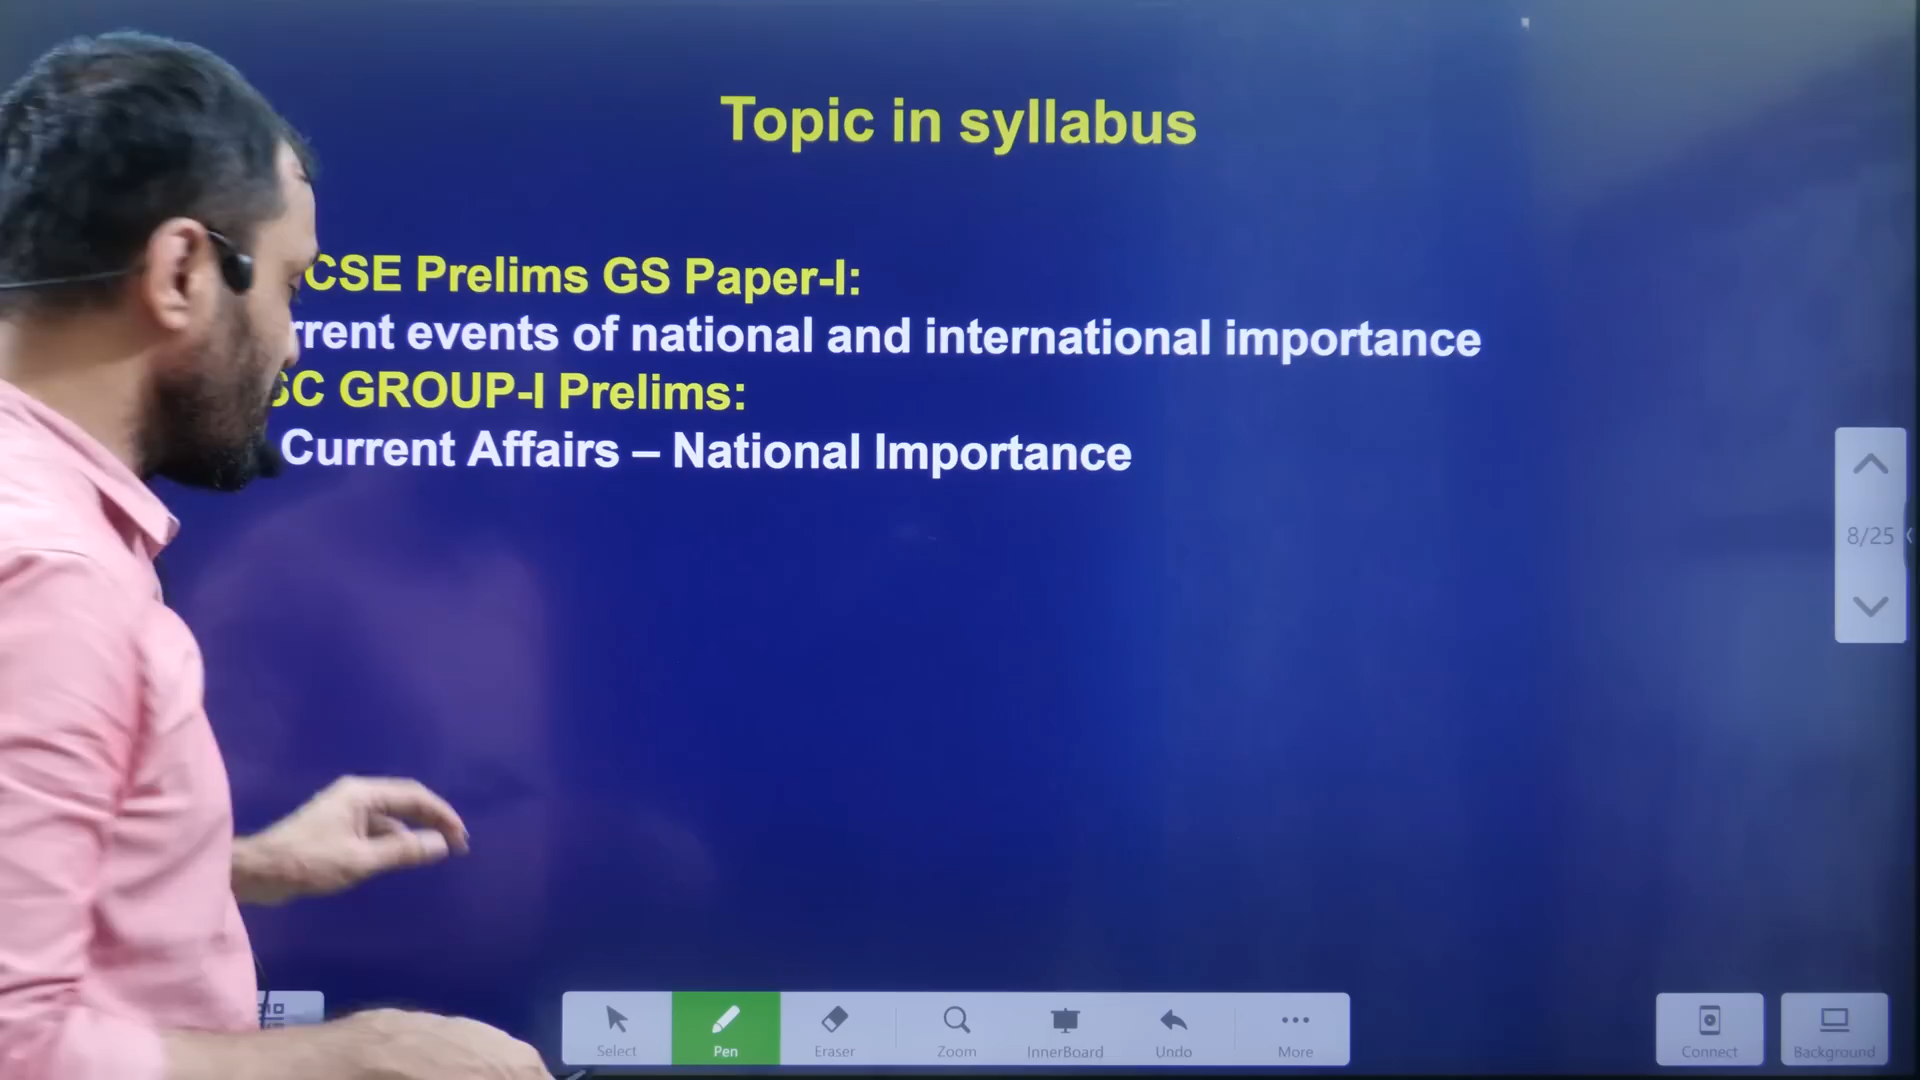 Topic in syllabus
CSE Prelims GS Paper-I:
events of national and international importance
GROUP-I Prelims:
Current Affairs – National Importance
8/25
Select
Pen
Eraser
Zoom
InnerBoard
Undo
More
Connect
Background